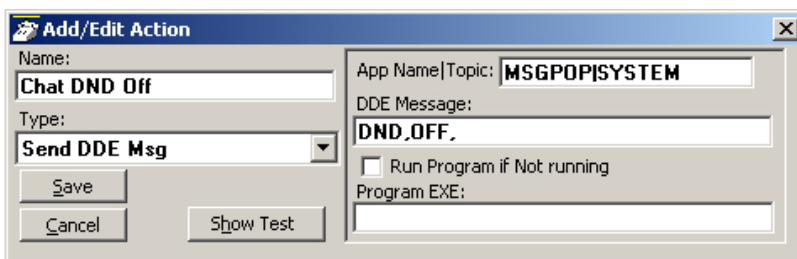 Add/Edit Action
Name:
Chat DND Off
Type:
Send DDE Msg
Save
Cancel
Show Test
App Name|Topic: MSGPOP|SYSTEM
DDE Message:
DND,OFF,
Run Program if Not running
Program EXE: